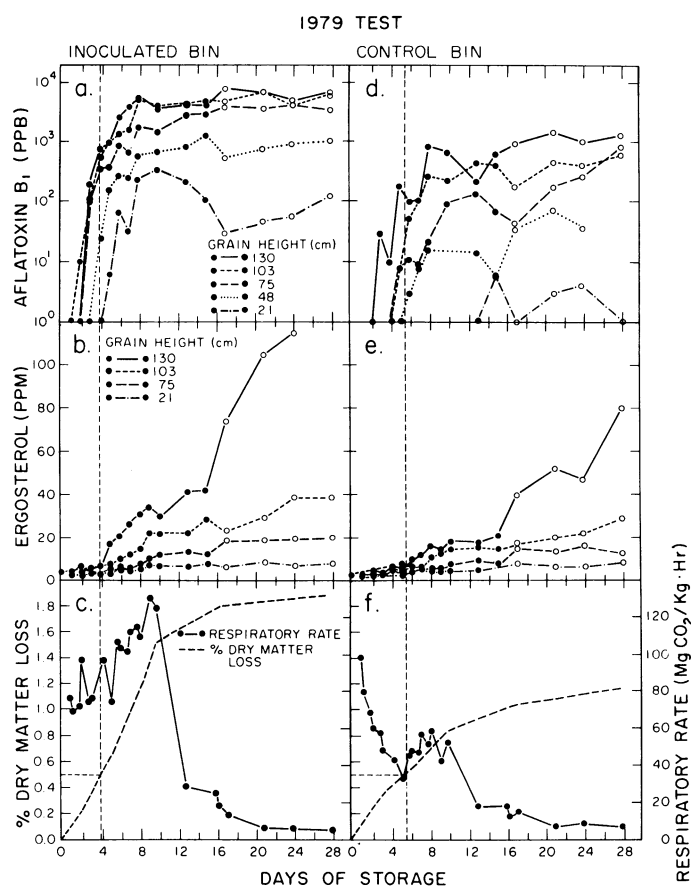 1979 TEST
INOCULATED BIN
CONTROL BIN
AFLATOXIN B1 (PPB)
10^4
10^3
10^2
10^1
10^0
a.
GRAIN HEIGHT (cm)
130
103
75
48
21
d.
ERGOSTEROL (PPM)
100
80
60
40
20
0
b.
GRAIN HEIGHT (cm)
130
103
75
21
e.
% DRY MATTER LOSS
1.8
1.6
1.4
1.2
1.0
0.8
0.6
0.4
0.2
0.0
c.
RESPIRATORY RATE
% DRY MATTER
LOSS
f.
120
100
80
60
40
20
0
RESPIRATORY RATE (Mg CO2/Kg·Hr)
0 4 8 12 16 20 24 28 0 4 8 12 16 20 24 28
DAYS OF STORAGE